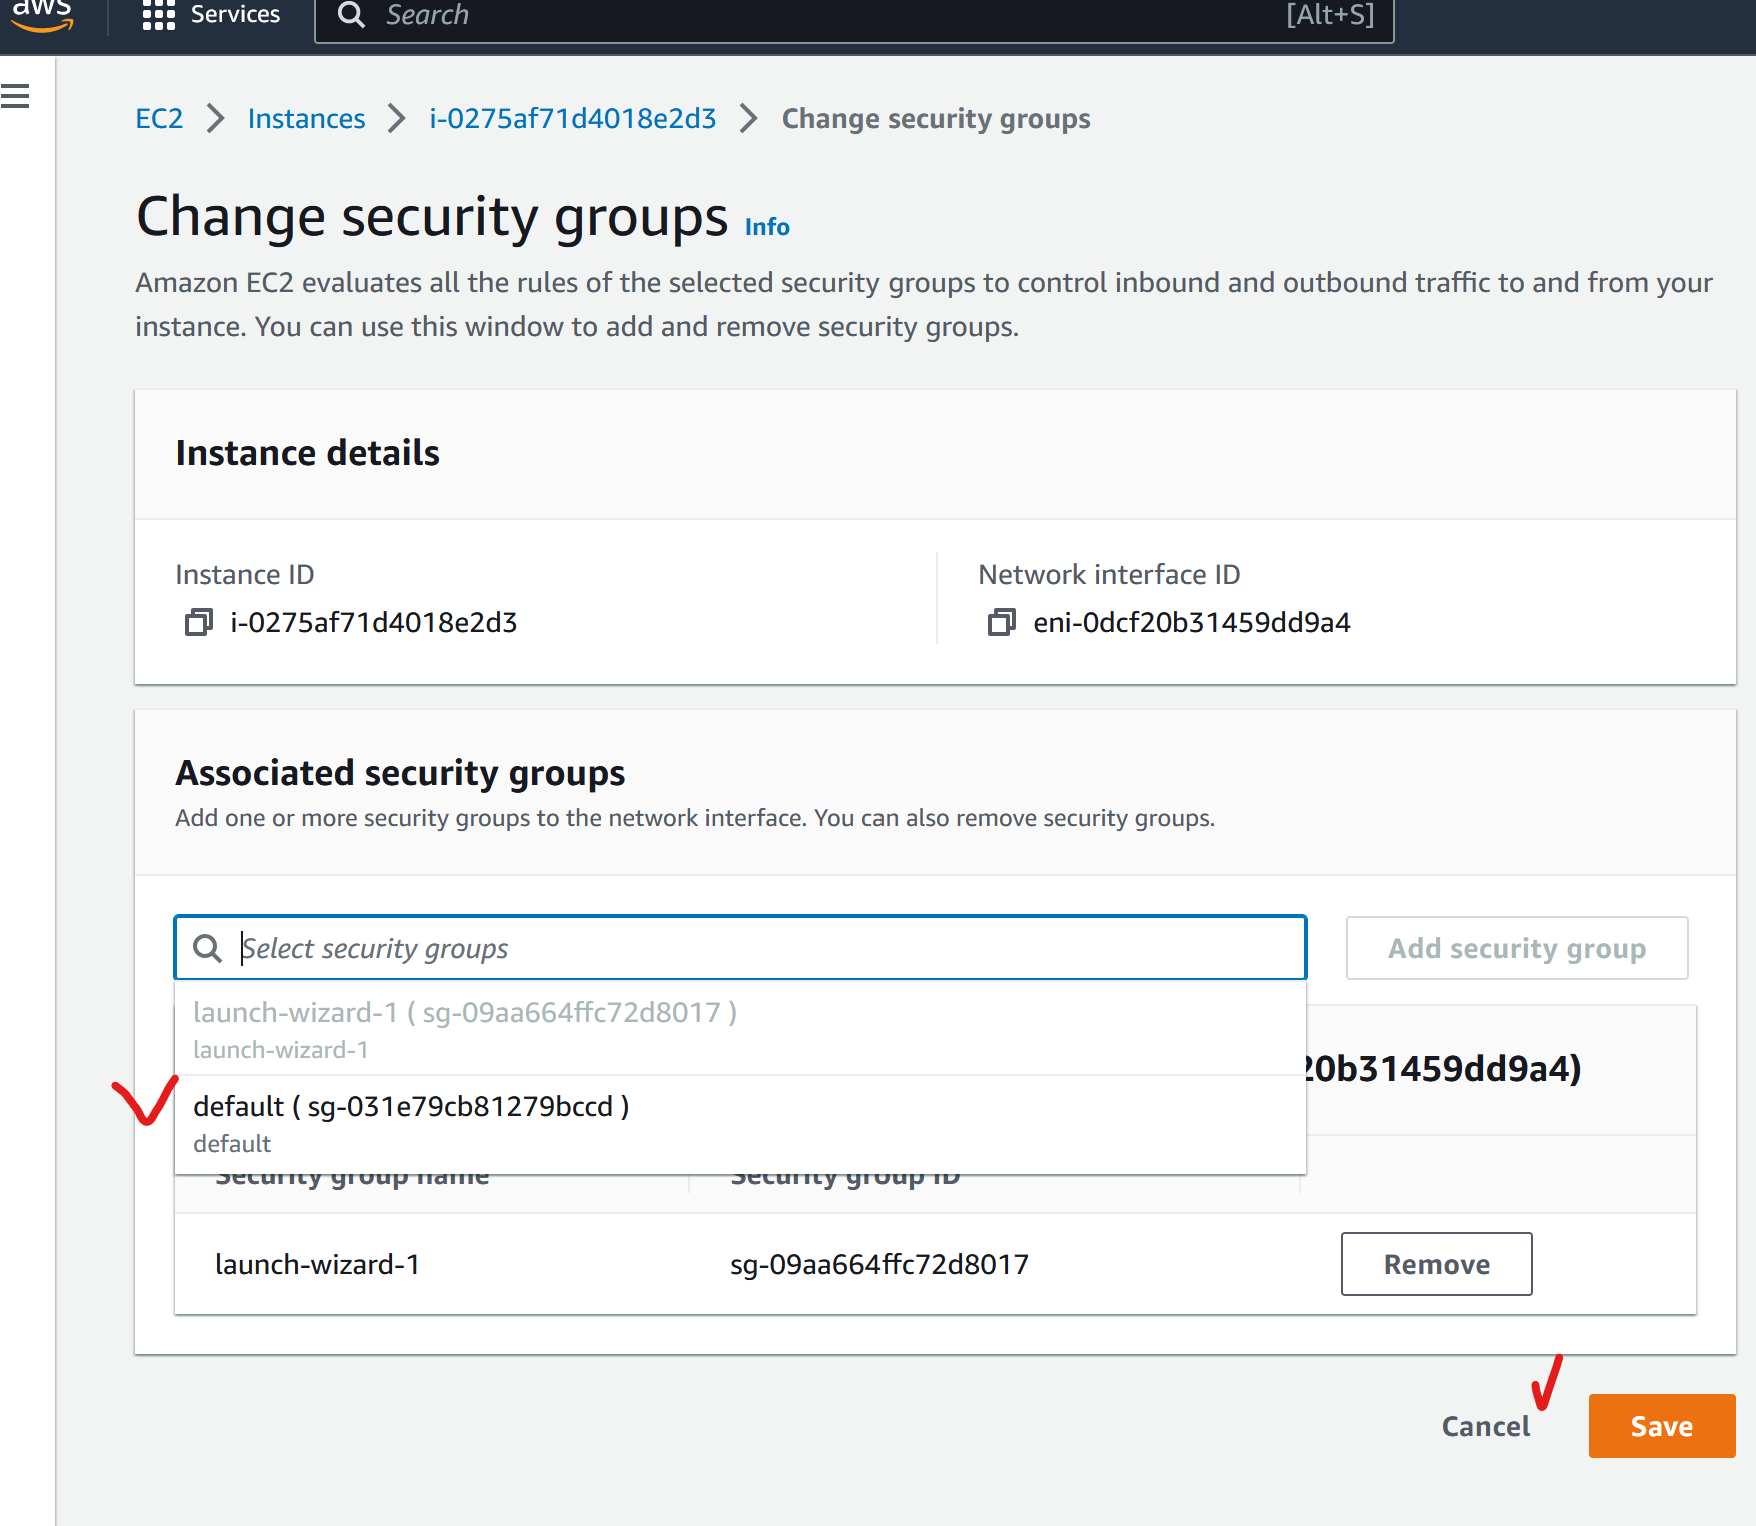 aws
Services
Search
[Alt+S]
EC2 > Instances > i-0275af71d4018e2d3 > Change security groups
Change security groups Info
Amazon EC2 evaluates all the rules of the selected security groups to control inbound and outbound traffic to and from your
instance. You can use this window to add and remove security groups.
Instance details
Instance ID
i-0275af71d4018e2d3
Network interface ID
eni-0dcf20b31459dd9a4
Associated security groups
Add one or more security groups to the network interface. You can also remove security groups.
Select security groups
Add security group
launch-wizard-1 ( sg-09aa664ffc72d8017 )
launch-wizard-1
20b31459dd9a4)
default ( sg-031e79cb81279bccd )
default
Security group name
Security group ID
launch-wizard-1
sg-09aa664ffc72d8017
Remove
Cancel
Save